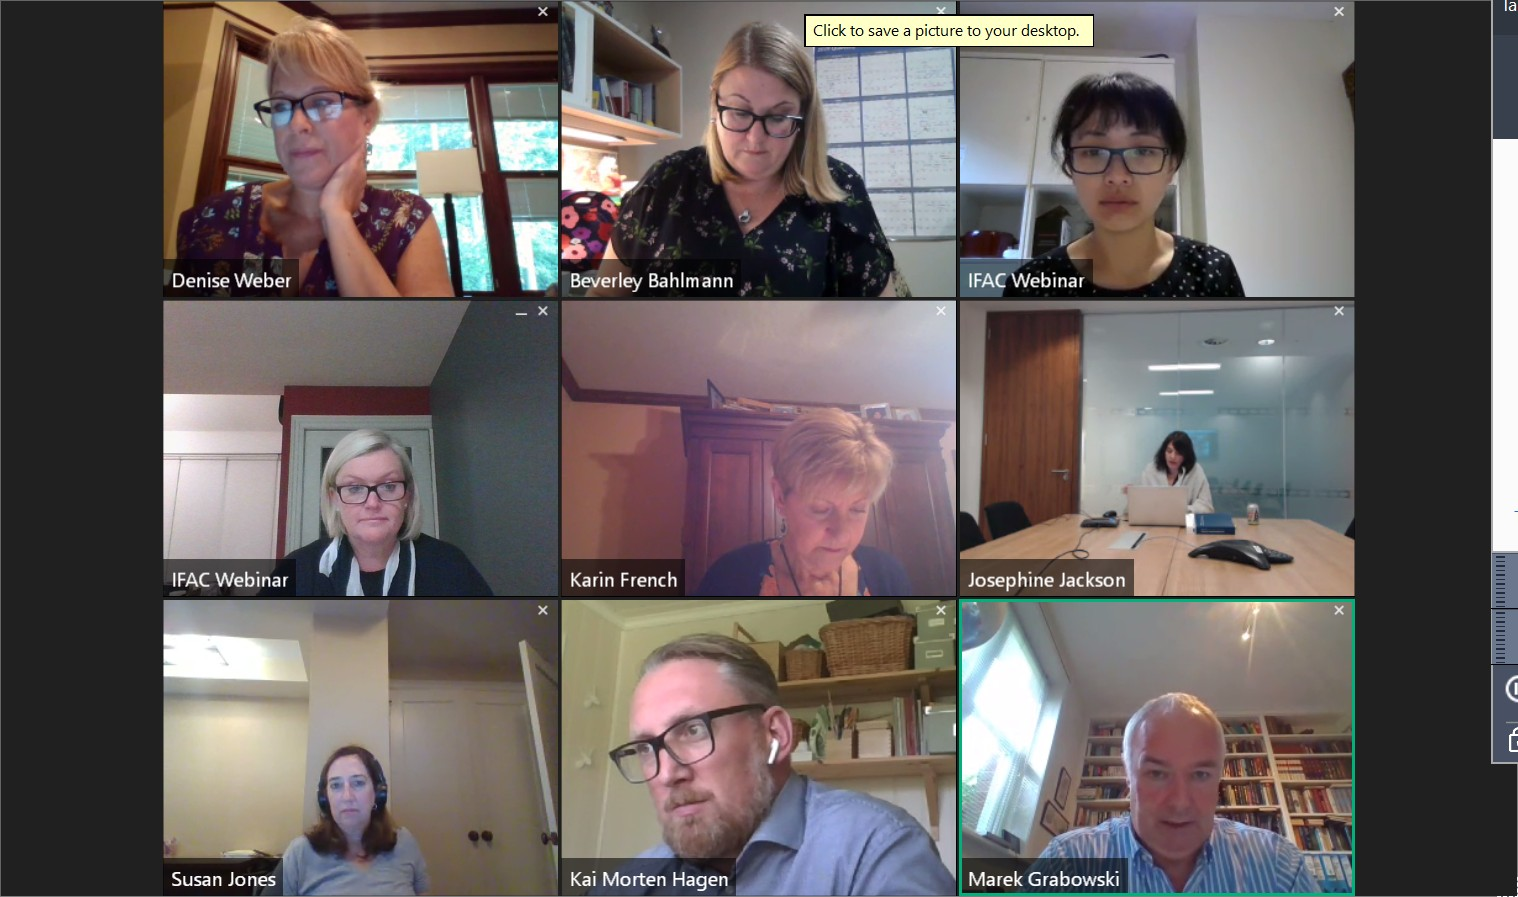 Click to save a picture to your desktop.
Denise Weber
Beverley Bahlmann
IFAC Webinar
IFAC Webinar
Karin French
Josephine Jackson
Susan Jones
Kai Morten Hagen
Marek Grabowski